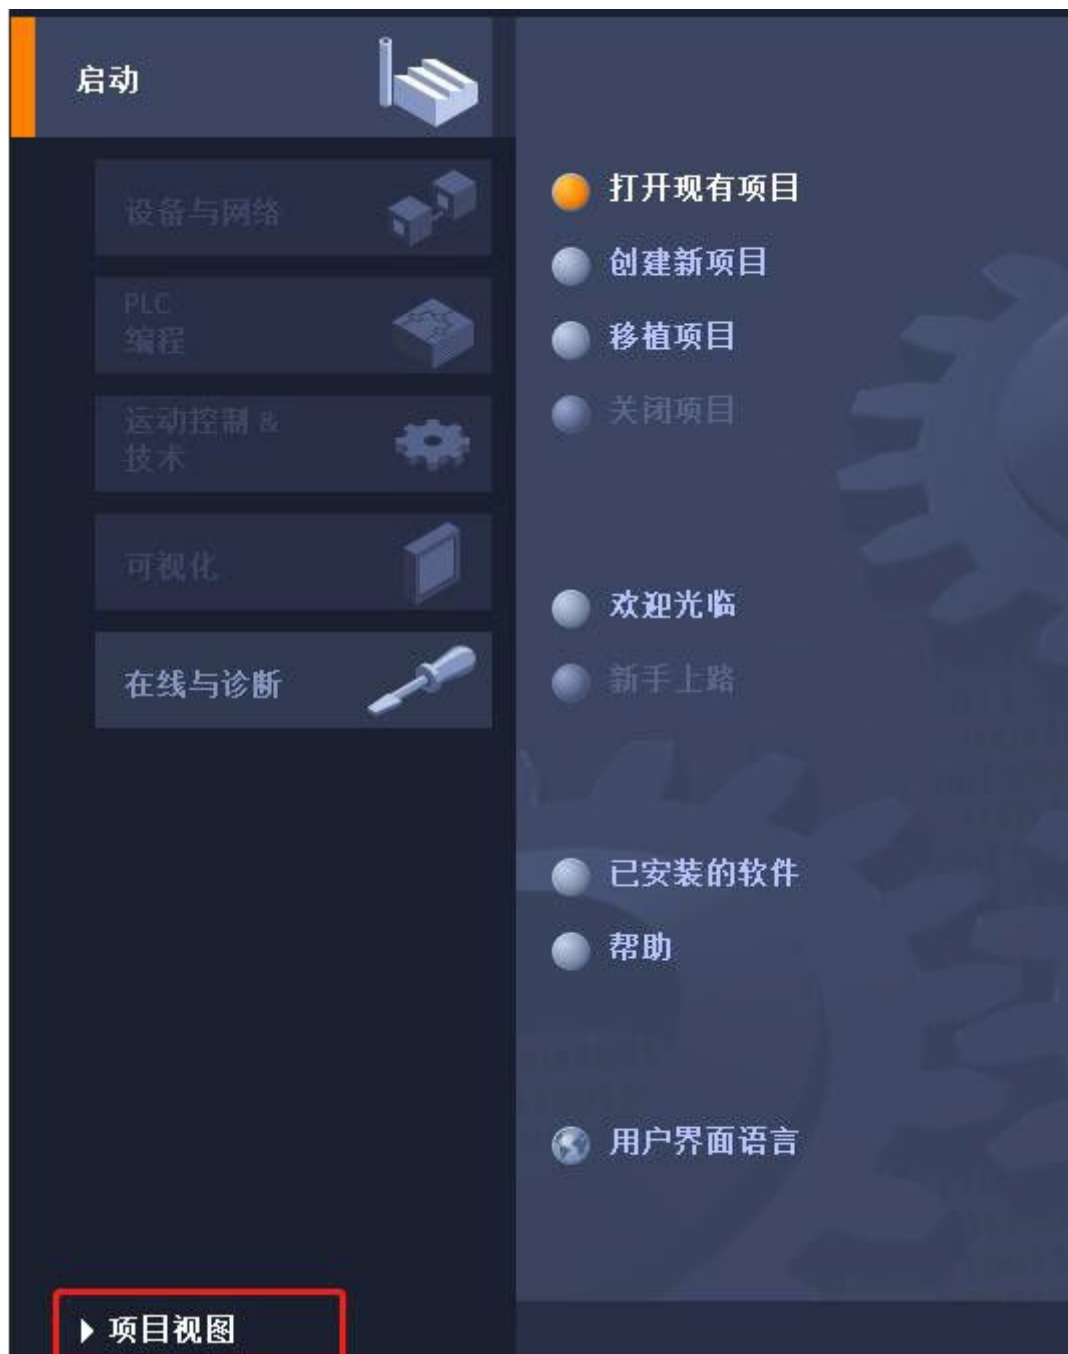 启动
设备与网络
PLC
编程
运动控制 &
技术
可视化
在线与诊断
项目视图
打开现有项目
创建新项目
移植项目
关闭项目
欢迎光临
新手上路
已安装的软件
帮助
用户界面语言